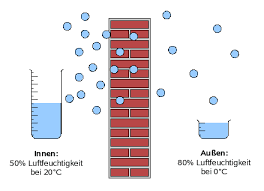 Innen:
50% Luftfeuchtigkeit
bei 20°C
Außen:
80% Luftfeuchtigkeit
bei 0°C